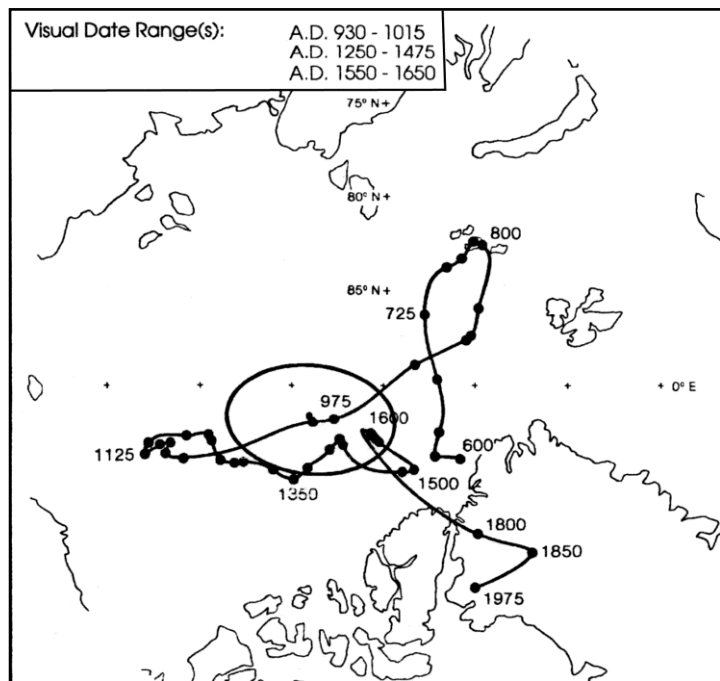 Visual Date Range(s): A.D. 930 - 1015
A.D. 1250 - 1475
A.D. 1550 - 1650
75° N +
80° N +
800
85° N +
725
0° E
975
1600
1125
600
1500
1350
1800
1850
1975